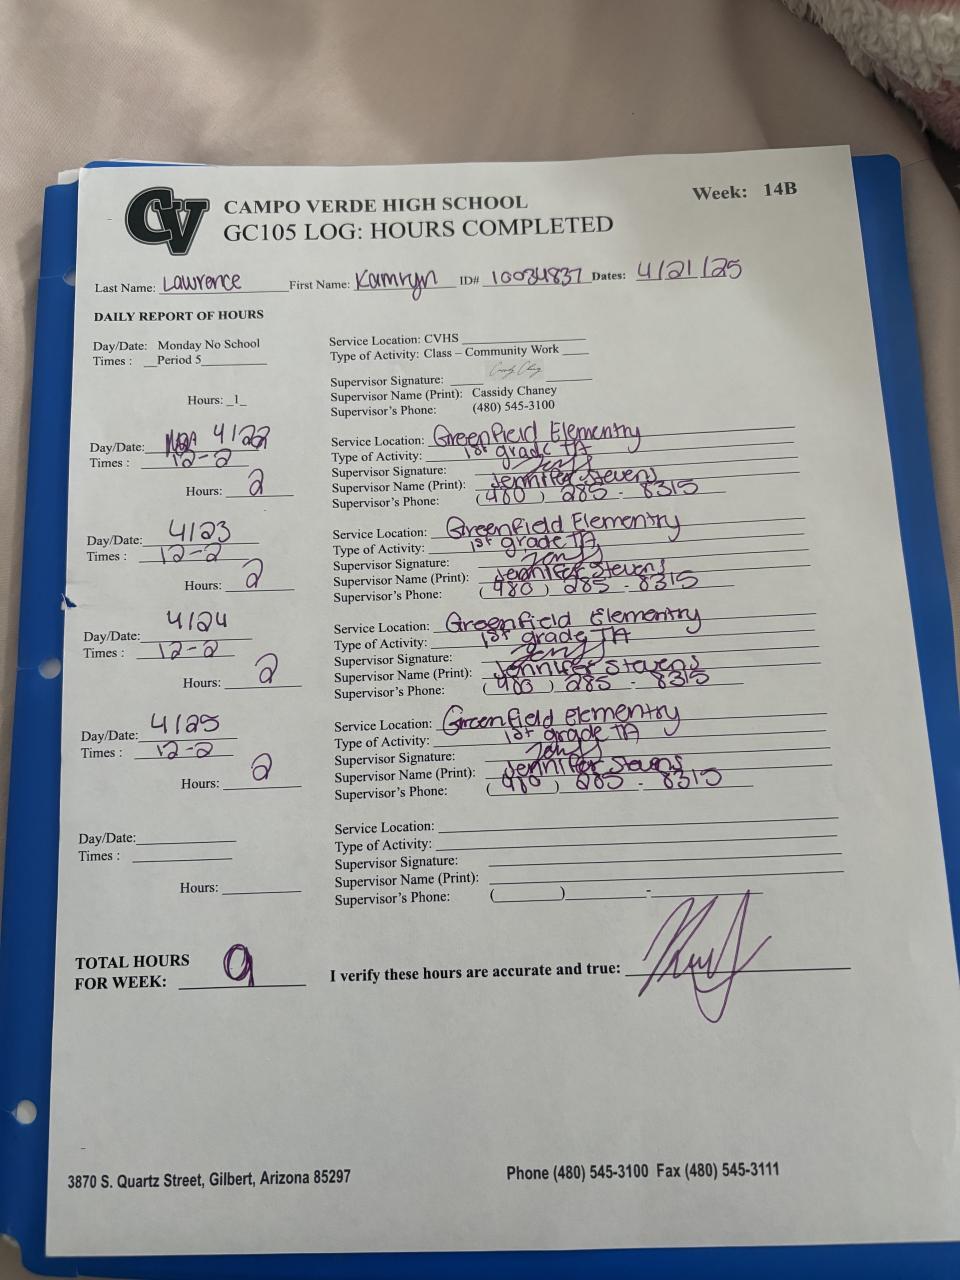 CV
CAMPO VERDE HIGH SCHOOL
Week: 14B
GC105 LOG: HOURS COMPLETED
Last Name: Lawrence First Name: Kamryn ID# 10034837 Dates: 4/21/25
DAILY REPORT OF HOURS
Day/Date: Monday No School
Times : __Period 5
Hours: _1_
Service Location: CVHS
Type of Activity: Class – Community Work
Supervisor Signature:
Supervisor Name (Print): Cassidy Chaney
Supervisor's Phone: (480) 545-3100
Day/Date: 4/22
Times : 12-2
Hours: 2
Service Location: Greenfield Elementry
Type of Activity: 1st grade TA
Supervisor Signature:
Supervisor Name (Print): Jennifer Stevens
Supervisor's Phone: (480) 285-8315
Day/Date: 4/23
Times : 12-2
Hours: 2
Service Location: Greenfield Elementry
Type of Activity: 1st grade TA
Supervisor Signature:
Supervisor Name (Print): Jennifer Stevens
Supervisor's Phone: (480) 285-8315
Day/Date: 4/24
Times : 12-2
Hours: 2
Service Location: Greenfield Elementry
Type of Activity: 1st grade TA
Supervisor Signature:
Supervisor Name (Print): Jennifer Stevens
Supervisor's Phone: (480) 285-8315
Day/Date: 4/25
Times : 12-2
Hours: 2
Service Location: Greenfield Elementry
Type of Activity: 1st grade TA
Supervisor Signature:
Supervisor Name (Print): Jennifer Stevens
Supervisor's Phone: (480) 285-8315
Day/Date:
Times :
Hours:
Service Location:
Type of Activity:
Supervisor Signature:
Supervisor Name (Print):
Supervisor's Phone: ( ) -
TOTAL HOURS
FOR WEEK: 9
I verify these hours are accurate and true:
3870 S. Quartz Street, Gilbert, Arizona 85297
Phone (480) 545-3100 Fax (480) 545-3111